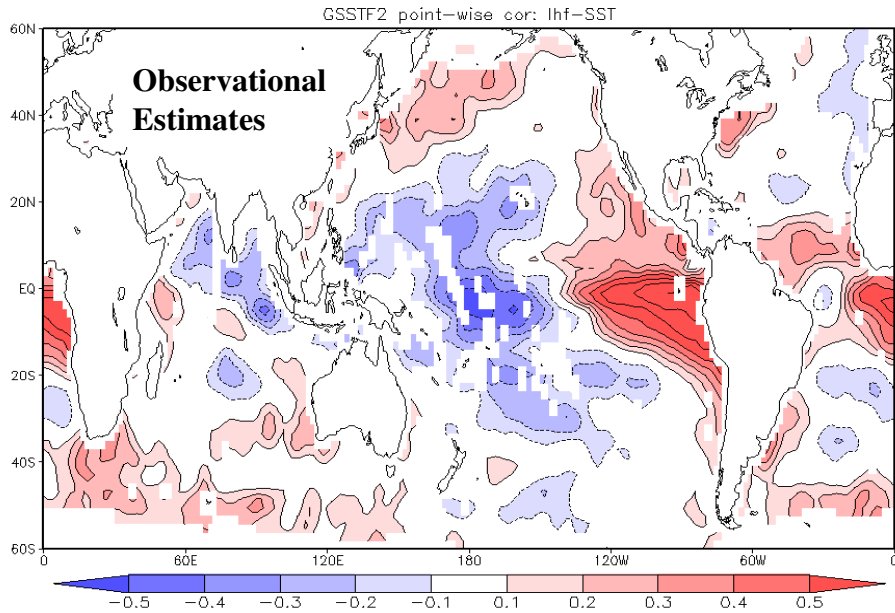 GSSTF2 point-wise cor: lhf-SST
Observational
Estimates
60N
40N
20N
EQ
20S
40S
60S
0 60E 120E 180 120W 60W 0
-0.5 -0.4 -0.3 -0.2 -0.1 0.1 0.2 0.3 0.4 0.5